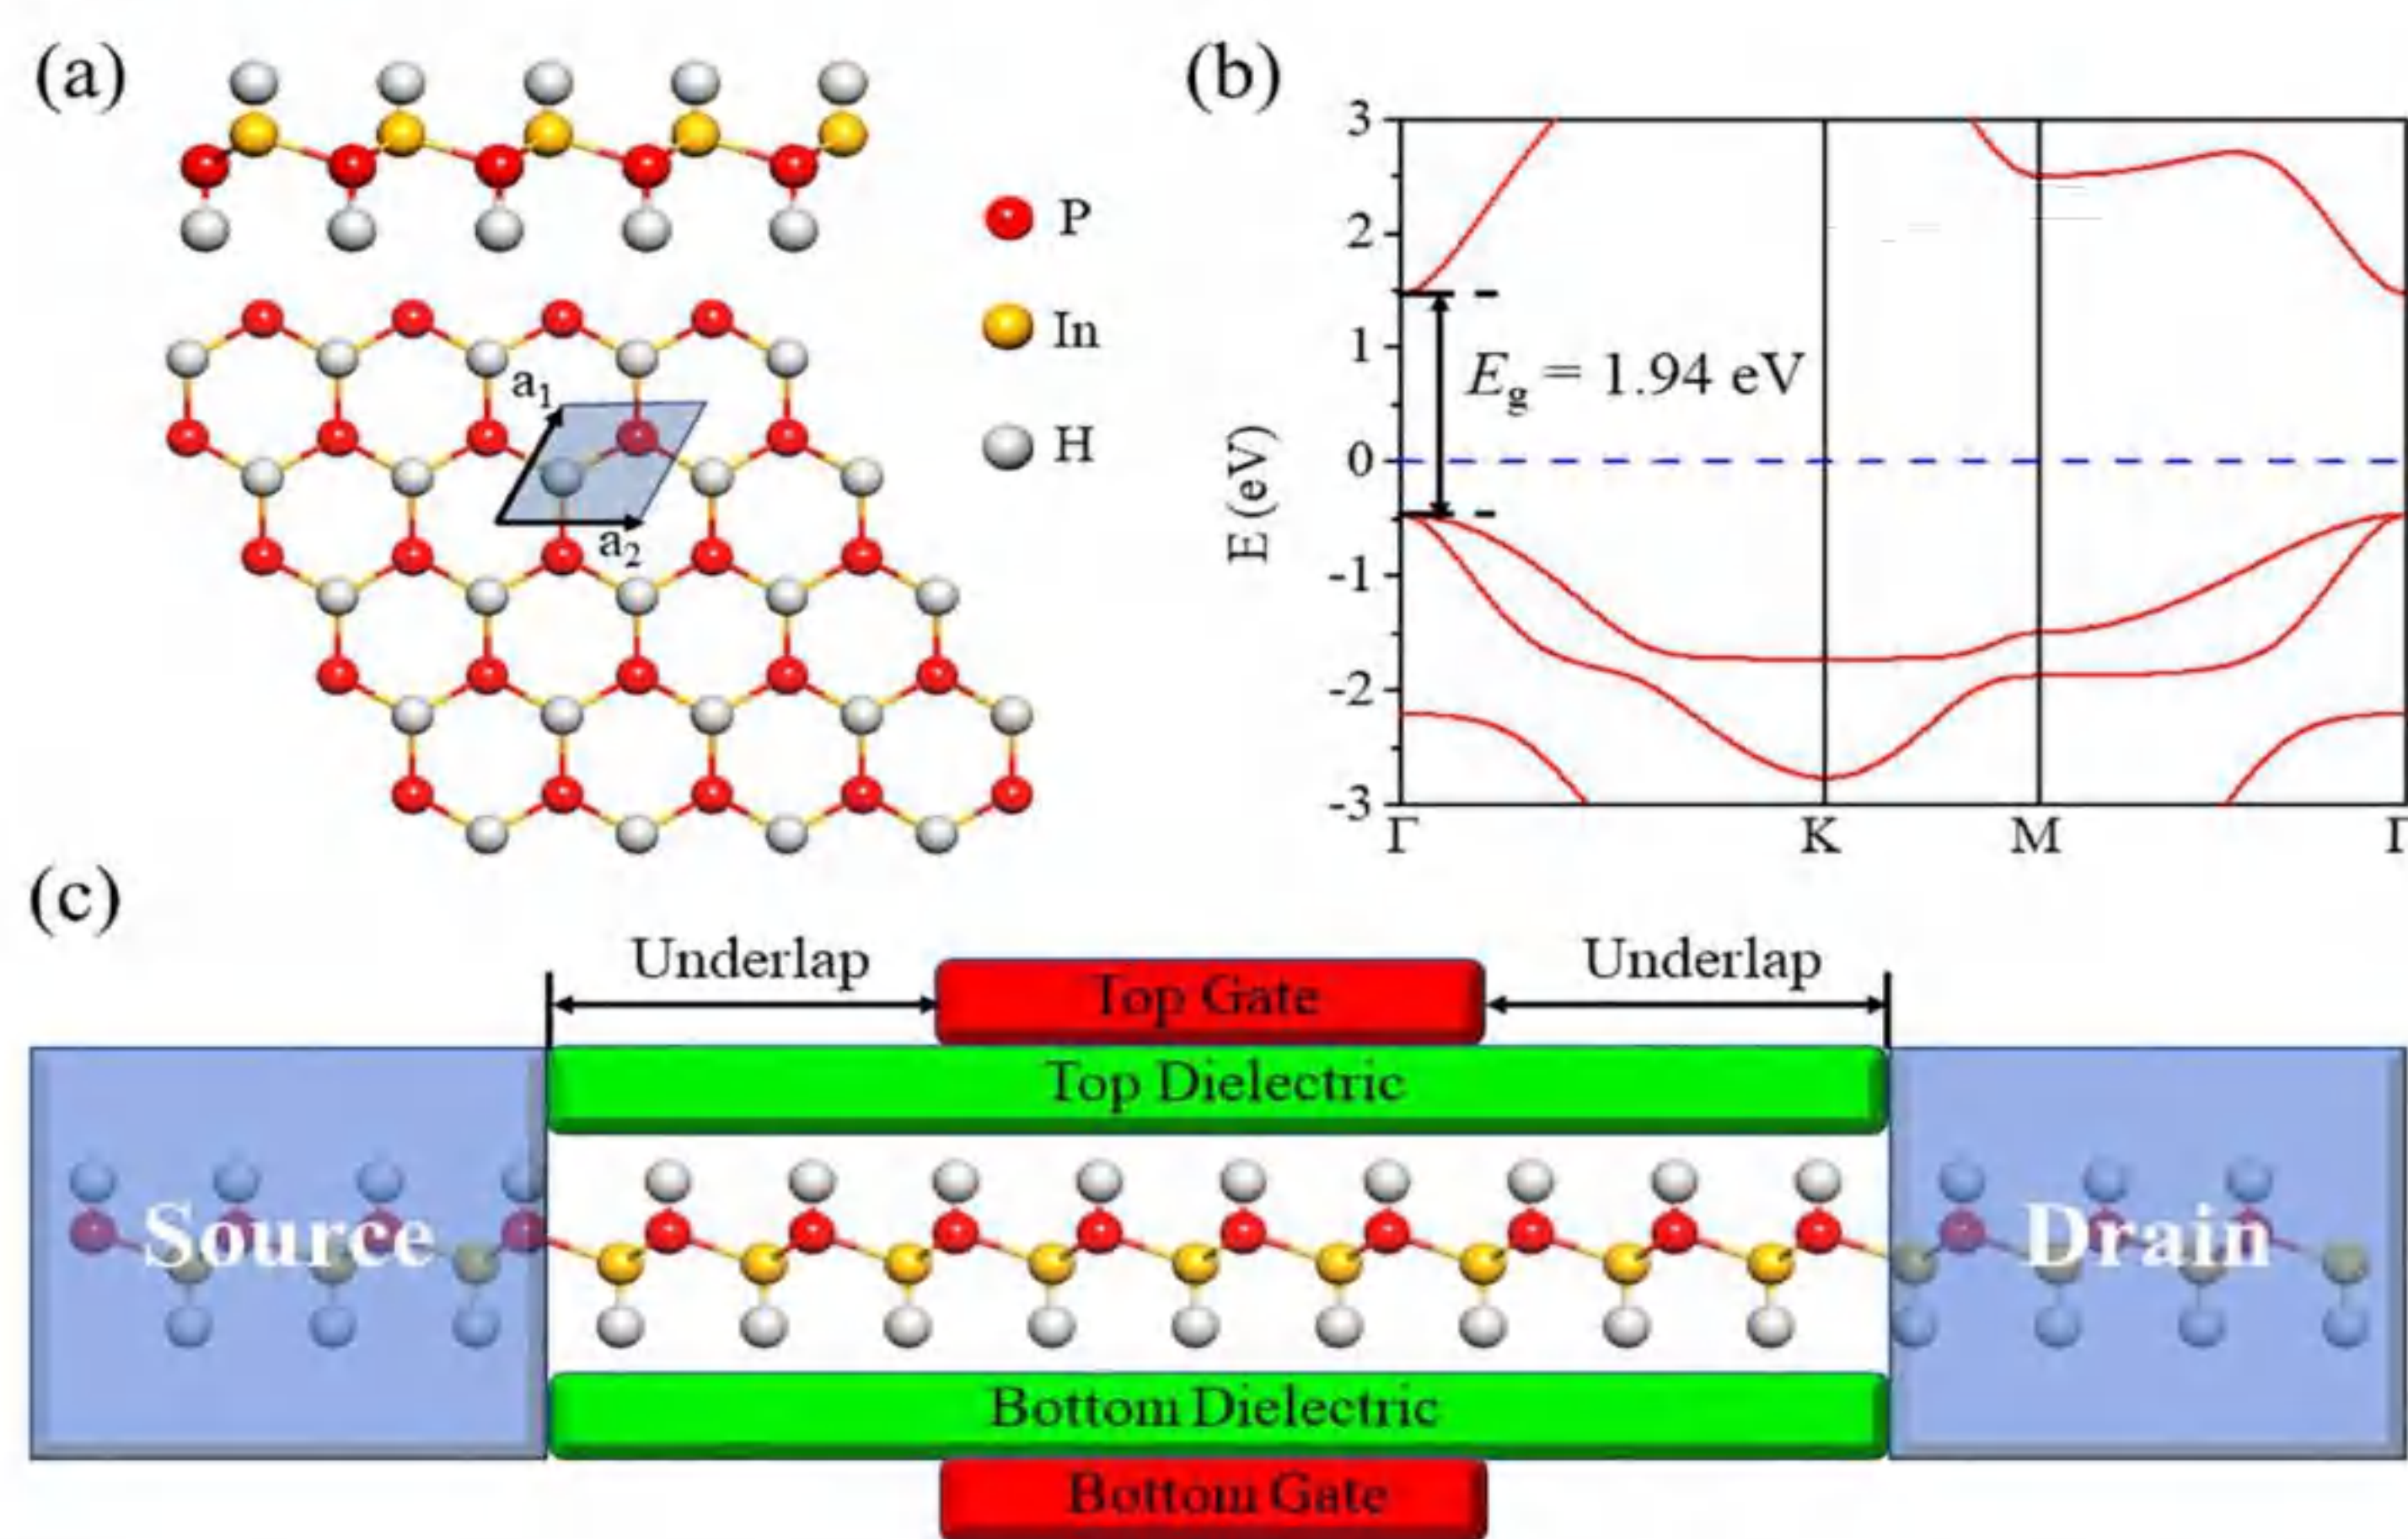 (a)
P
In
H
a₁
a₂
(b)
3
2
1
0
-1
-2
-3
E (eV)
E_g = 1.94 eV
Γ K M Γ
(c)
Underlap
Top Gate
Underlap
Top Dielectric
Source
Drain
Bottom Dielectric
Bottom Gate